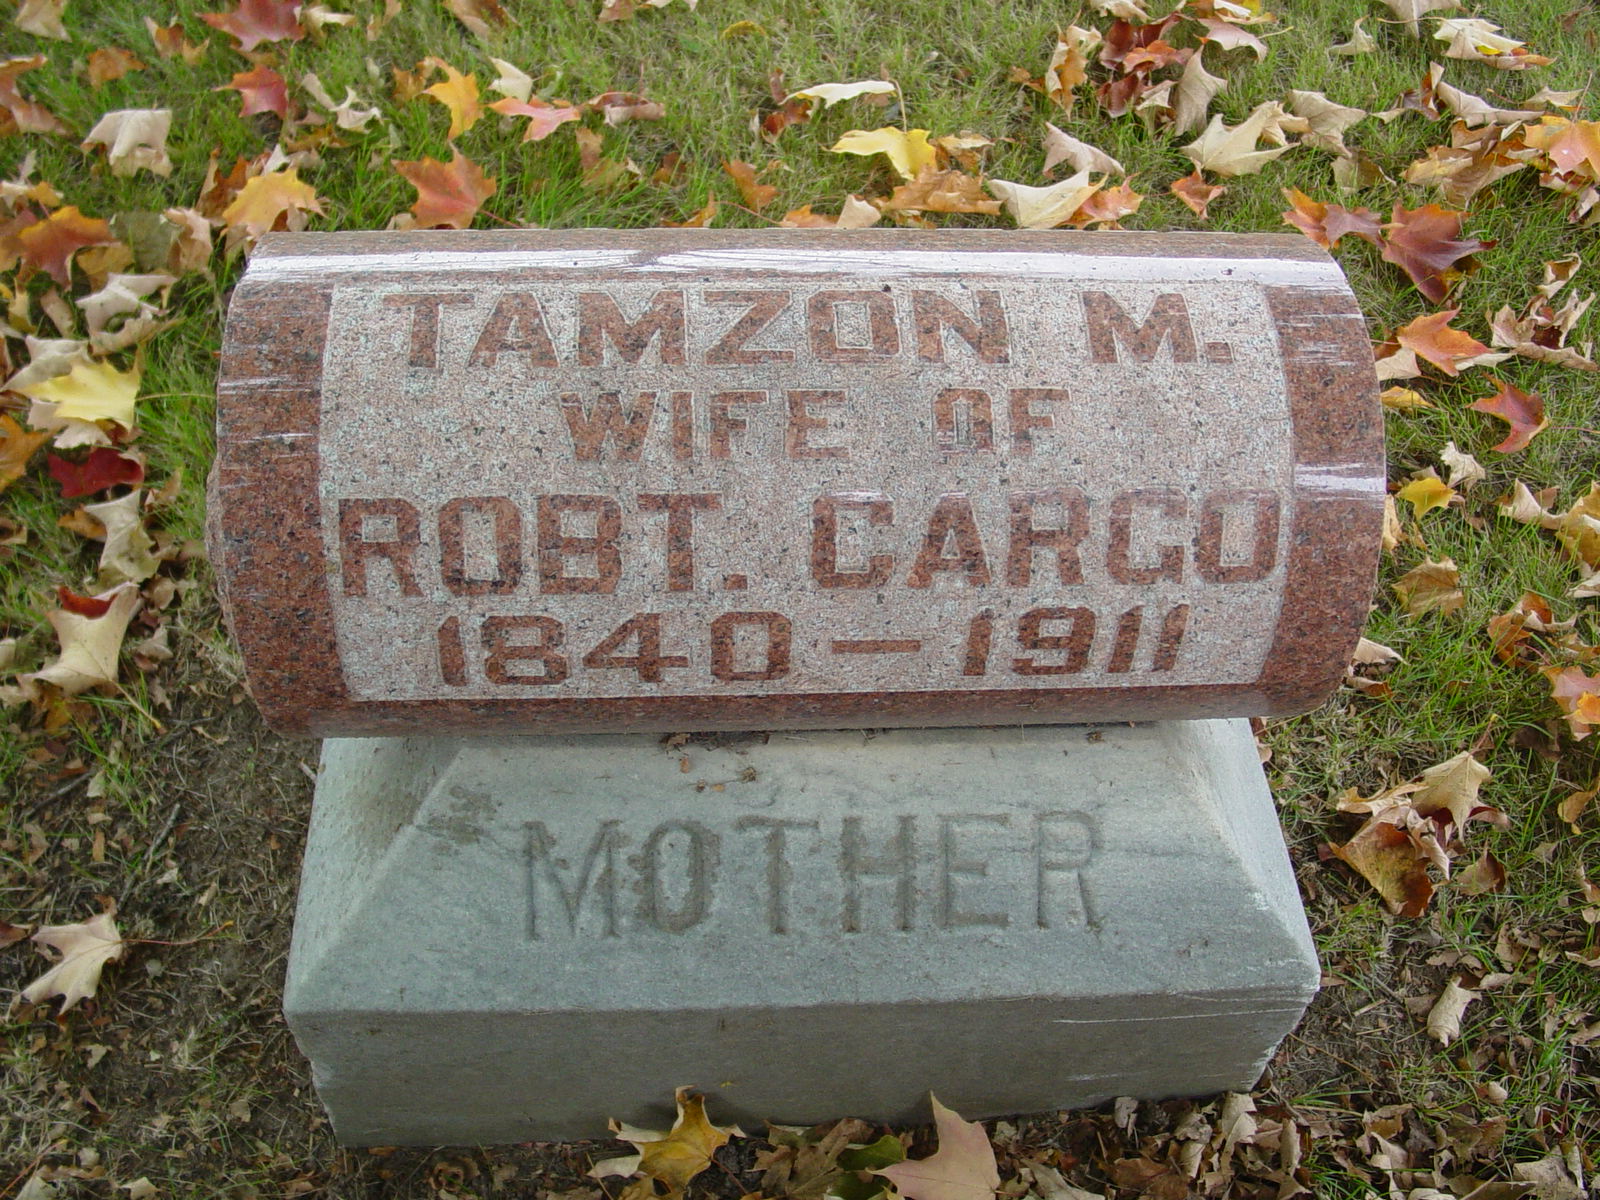 TAMZON M.
WIFE OF
ROBT. CARGO
1840 — 1911
MOTHER